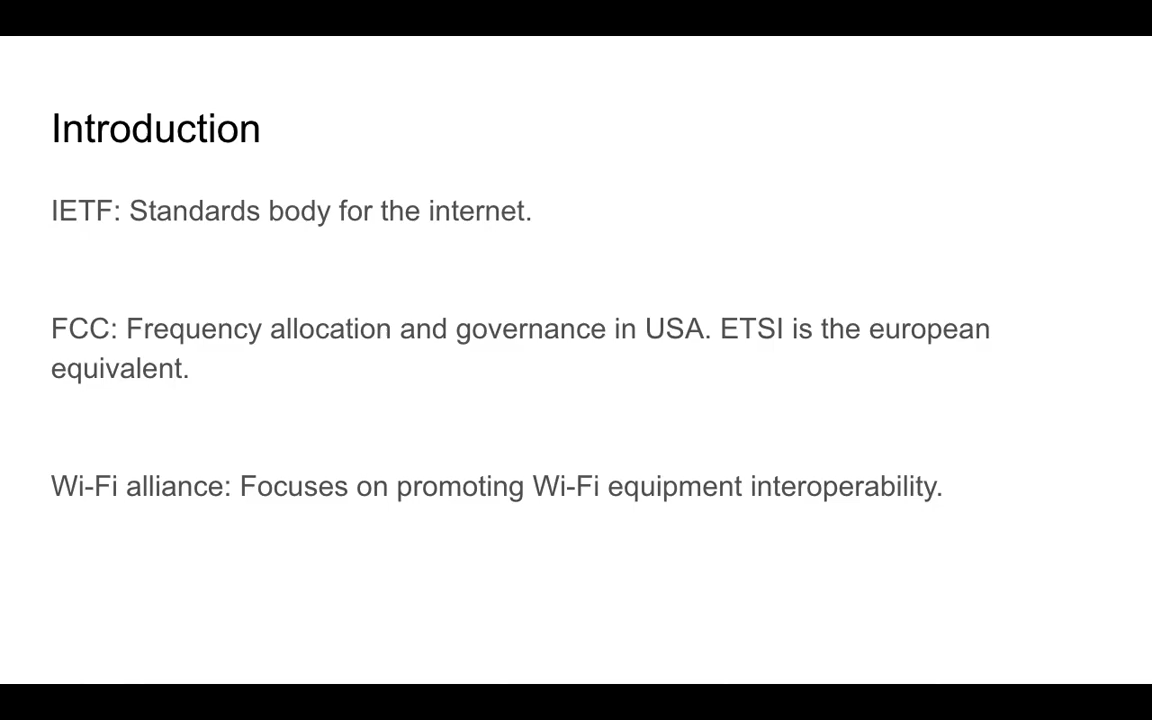 Introduction
IETF: Standards body for the internet.
FCC: Frequency allocation and governance in USA. ETSI is the european
equivalent.
Wi-Fi alliance: Focuses on promoting Wi-Fi equipment interoperability.